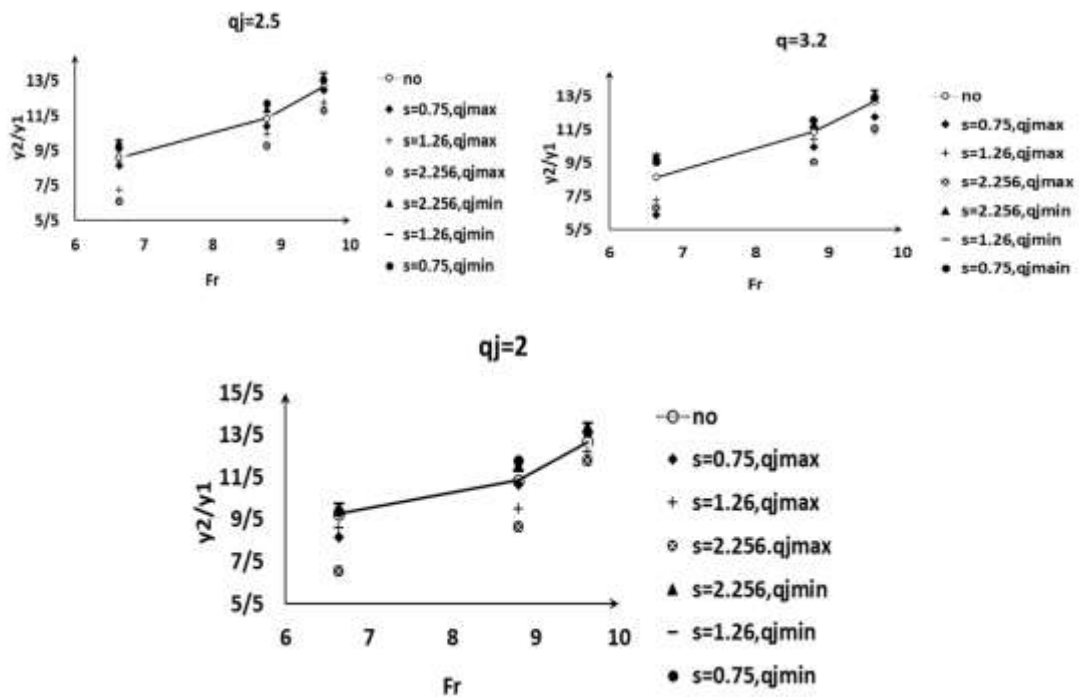 qj=2.5
y2/y1
13/5
11/5
9/5
7/5
5/5
6 7 8 9 10
Fr
no
s=0.75,qjmax
s=1.26,qjmax
s=2.256,qjmax
s=2.256,qjmin
s=1.26,qjmin
s=0.75,qjmin
q=3.2
y2/y1
13/5
11/5
9/5
7/5
5/5
6 7 8 9 10
Fr
no
s=0.75,qjmax
s=1.26,qjmax
s=2.256,qjmax
s=2.256,qjmin
s=1.26,qjmin
s=0.75,qjmain
qj=2
y2/y1
15/5
13/5
11/5
9/5
7/5
5/5
6 7 8 9 10
Fr
no
s=0.75,qjmax
s=1.26,qjmax
s=2.256.qjmax
s=2.256,qjmin
s=1.26,qjmin
s=0.75,qjmin